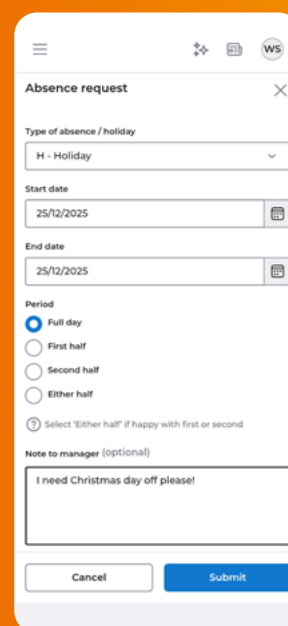 WS
Absence request
Type of absence / holiday
H - Holiday
Start date
25/12/2025
End date
25/12/2025
Period
Full day
First half
Second half
Either half
Select 'Either half' if happy with first or second
Note to manager (optional)
I need Christmas day off please!
Cancel Submit